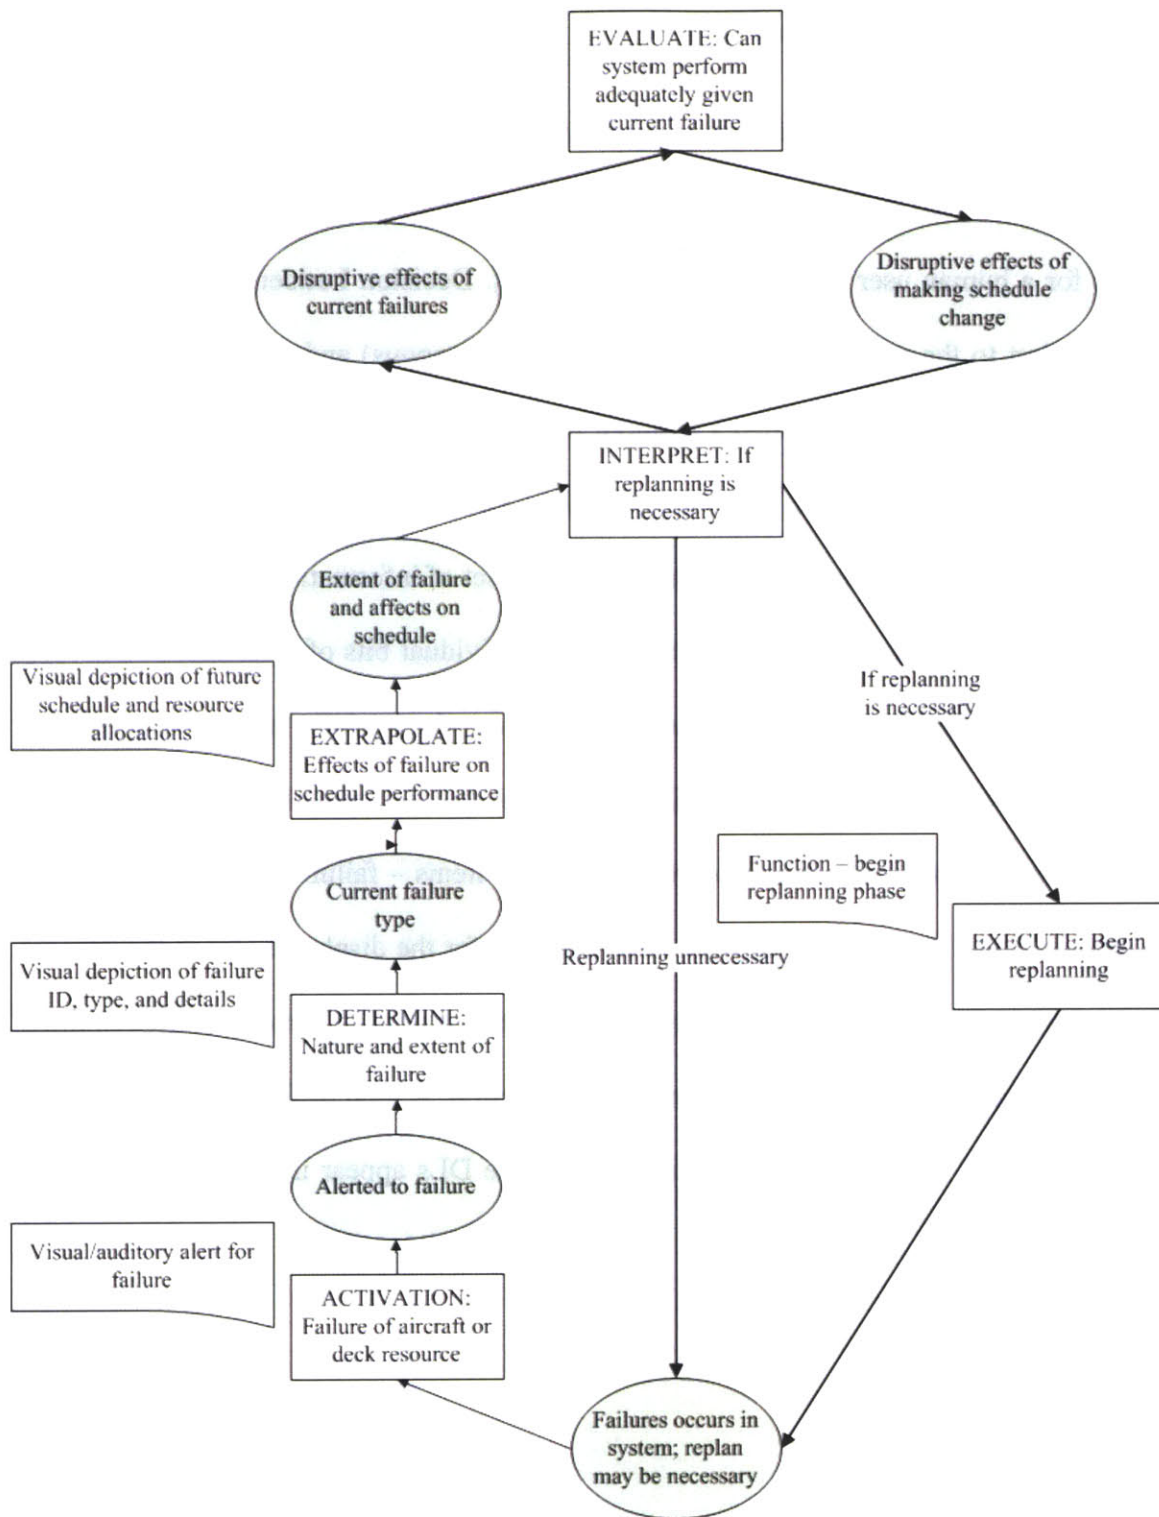 EVALUATE: Can
system perform
adequately given
current failure
Disruptive effects of
current failures
Disruptive effects of
making schedule
change
INTERPRET: If
replanning is
necessary
Extent of failure
and affects on
schedule
Visual depiction of future
schedule and resource
allocations
EXTRAPOLATE:
Effects of failure on
schedule performance
If replanning
is necessary
Current failure
type
Function – begin
replanning phase
Visual depiction of failure
ID, type, and details
Replanning unnecessary
EXECUTE: Begin
replanning
DETERMINE:
Nature and extent of
failure
Alerted to failure
Visual/auditory alert for
failure
ACTIVATION:
Failure of aircraft or
deck resource
Failures occurs in
system; replan
may be necessary